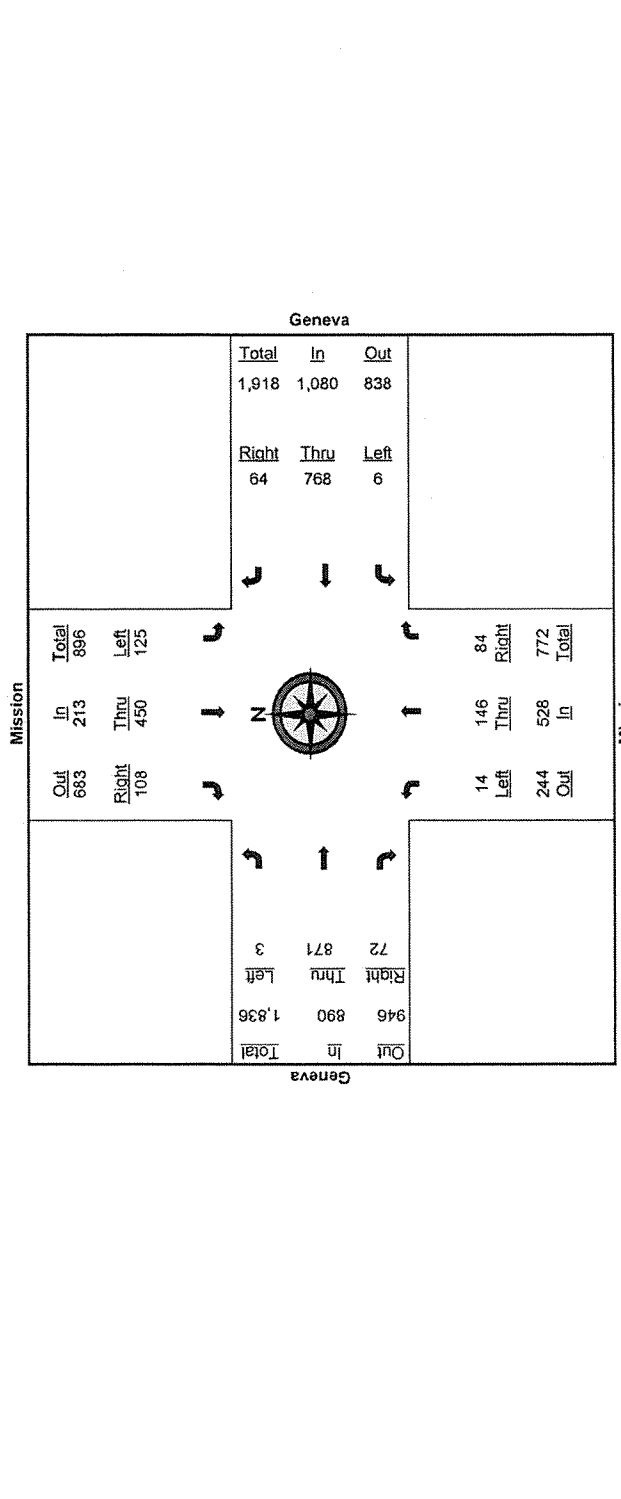 Geneva
Total In Out
1,918 1,080 838
Right Thru Left
64 768 6
Mission
Total 896
In 213
Out 683
Left 125
Thru 450
Right 108
N
84 Right
146 Thru
14 Left
772 Total
528 In
244 Out
Out In Total
946 890 1,836
Right Thru Left
72 871 3
Geneva